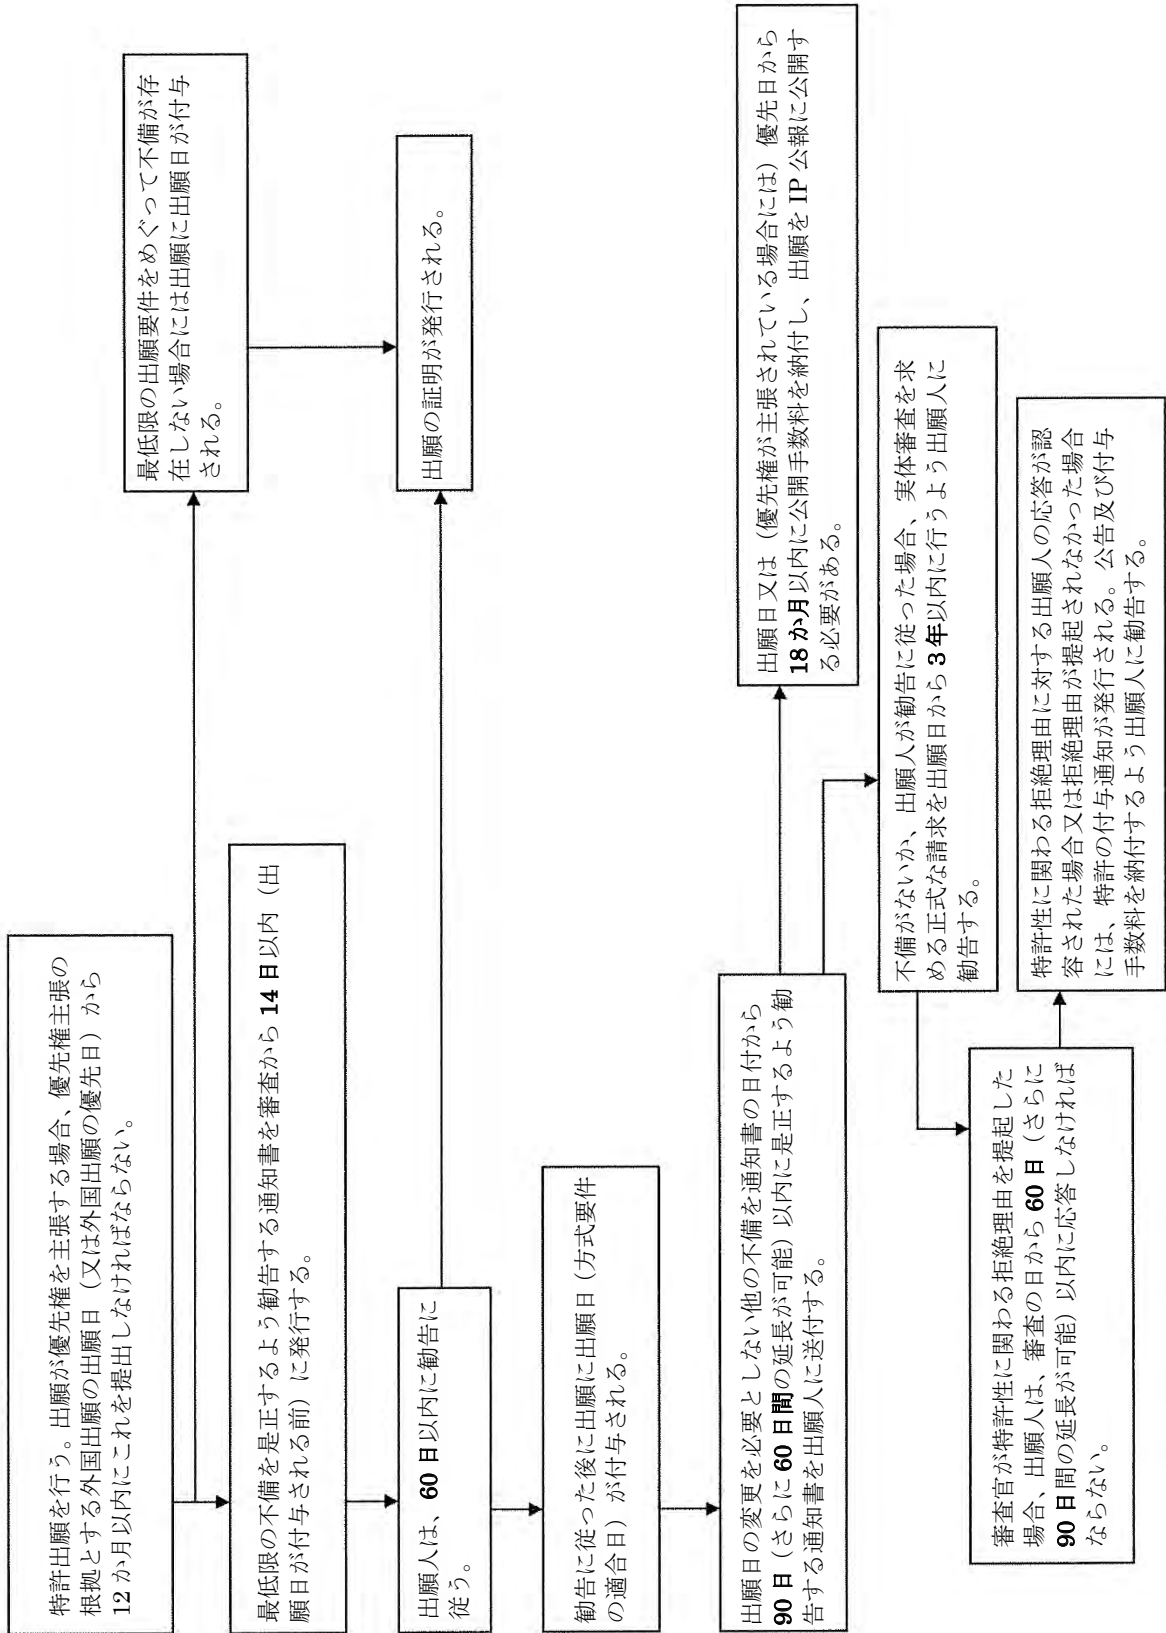 特許出願を行う。出願が優先権を主張する場合、優先権主張の
根拠とする外国出願の出願日（又は外国出願の優先日）から
12か月以内にこれを提出しなければならない。
最低限の出願要件をめぐって不備が存
在しない場合には出願に出願日が付与
される。
最低限の不備を是正するよう勧告する通知書を審査から14日以内（出
願日が付与される前）に発行する。
出願人は、60日以内に勧告に
従う。
出願の証明が発行される。
勧告に従った後に出願に出願日（方式要件
の適合日）が付与される。
出願日の変更を必要としない他の不備を通知書の日付から
90日（さらに60日間の延長が可能）以内に是正するよう勧
告する通知書を出願人に送付する。
出願日又は（優先権が主張されている場合には）優先日から
18か月以内に公開手数料を納付し、出願をIP公報に公開す
る必要がある。
不備がないか、出願人が勧告に従った場合、実体審査を求
める正式な請求を出願日から3年以内に行うよう出願人に
勧告する。
審査官が特許性に関わる拒絶理由を提起した
場合、出願人は、審査の日から60日（さらに
90日間の延長が可能）以内に応答しなければ
ならない。
特許性に関わる拒絶理由に対する出願人の応答が認
容された場合又は拒絶理由が提起されなかった場合
には、特許の付与通知が発行される。公告及び付与
手数料を納付するよう出願人に勧告する。